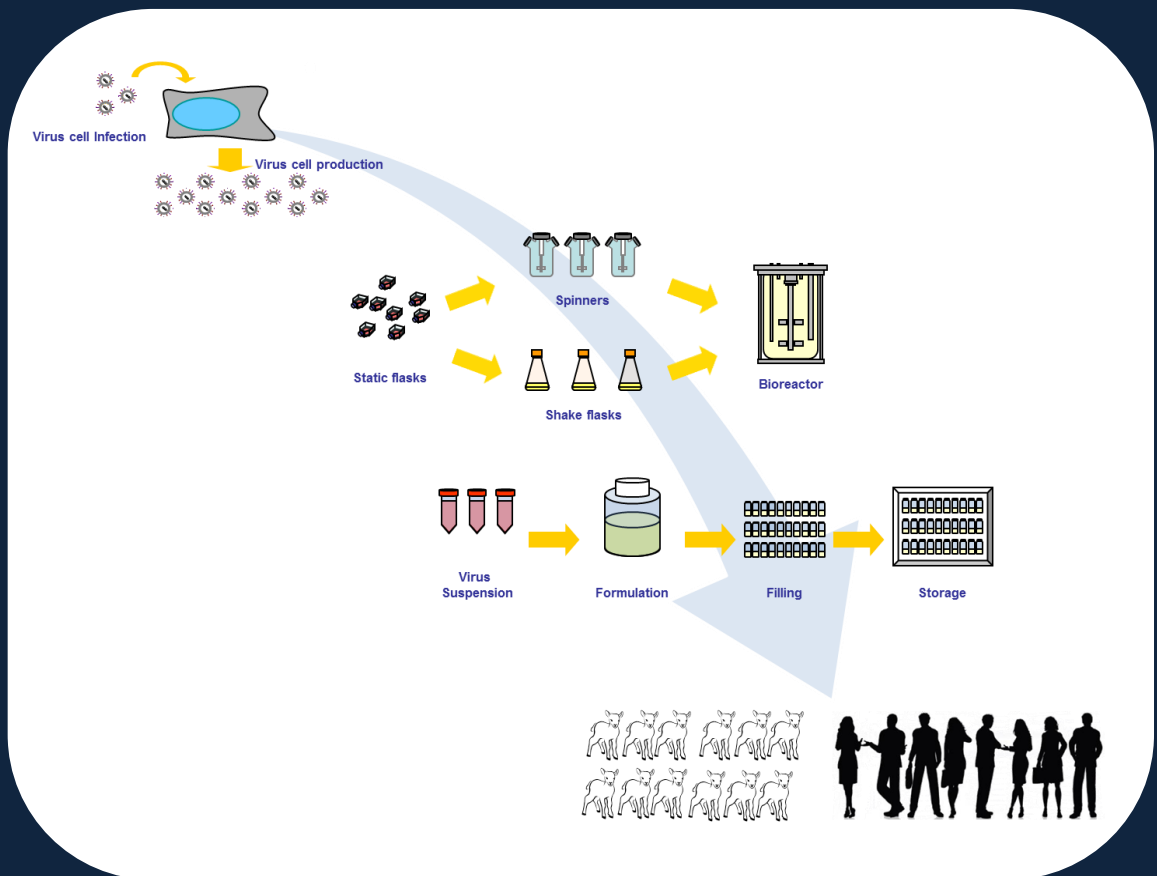 Virus cell Infection
Virus cell production
Spinners
Static flasks
Shake flasks
Bioreactor
Virus
Suspension
Formulation
Filling
Storage